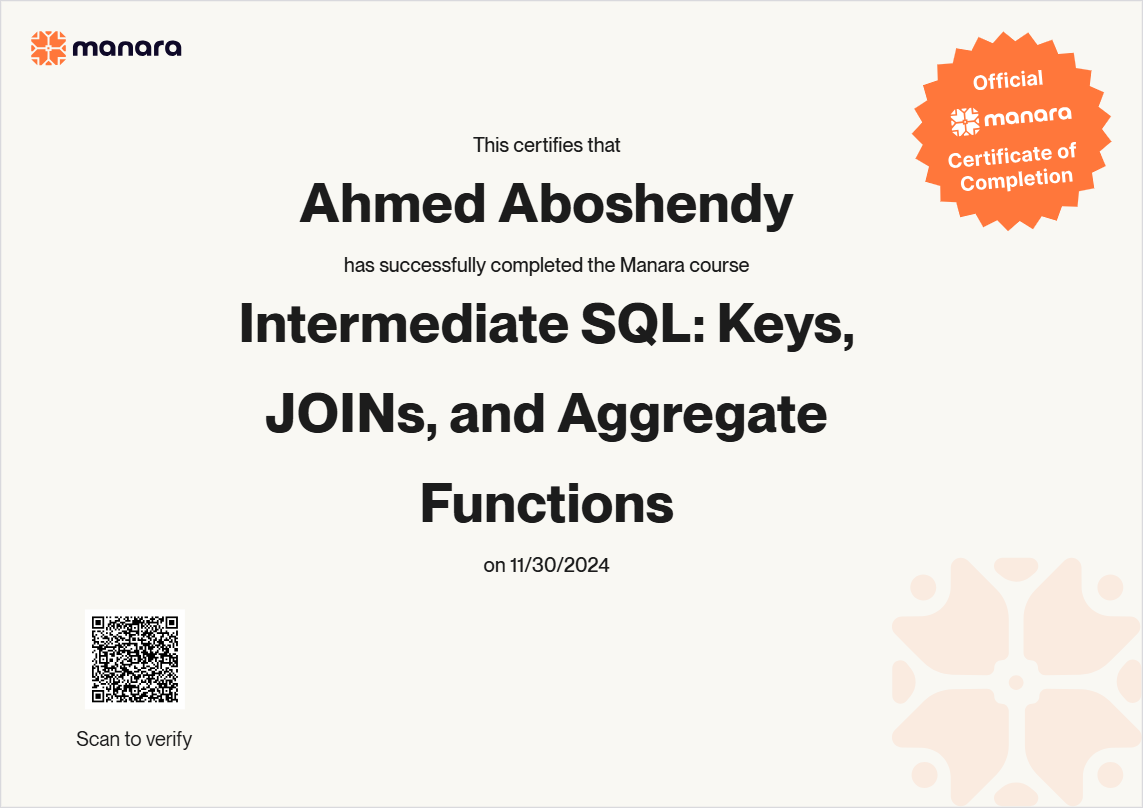 manara
Official
manara
Certificate of
Completion
This certifies that
Ahmed Aboshendy
has successfully completed the Manara course
Intermediate SQL: Keys,
JOINs, and Aggregate
Functions
on 11/30/2024
Scan to verify